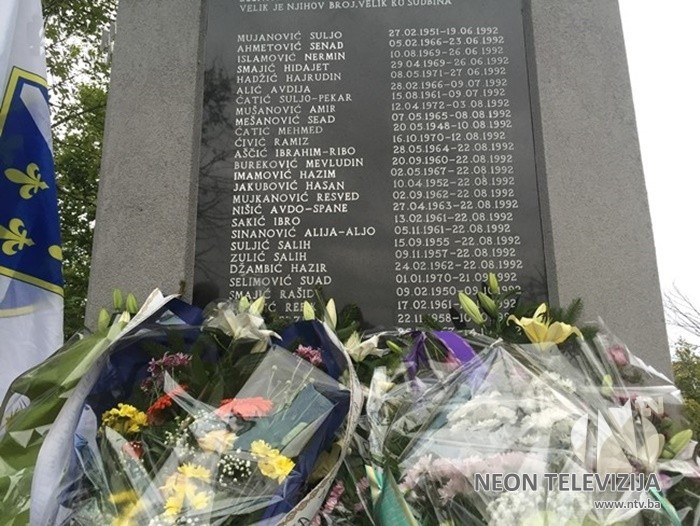 VELIK JE NJIHOV BROJ, VELIK KO SUDBINA
MUJANOVIĆ SULJO 27.02.1951-19.06.1992
AHMETOVIĆ SENAD 05.02.1966-23.06.1992
ISLAMOVIĆ NERMIN 10.08.1969-26.06.1992
SMAJIĆ HIDAJET 29.04.1969-26.06.1992
HADŽIĆ HAJRUDIN 08.05.1971-27.06.1992
ALIĆ AVDIJA 28.02.1966-09.07.1992
ĆATIĆ SULJO-PEKAR 15.08.1961-09.07.1992
MUŠANOVIĆ AMIR 12.04.1972-03.08.1992
MEŠANOVIĆ SEAD 07.05.1965-08.08.1992
ĆATIC MEHMED 20.05.1948-10.08.1992
ČIVIĆ RAMIZ 16.10.1970-12.08.1992
AŠČIĆ IBRAHIM-RIBO 28.05.1964-22.08.1992
BUREKOVIĆ MEVLUDIN 20.09.1960-22.08.1992
IMAMOVIĆ HAZIM 02.05.1967-22.08.1992
JAKUBOVIĆ HASAN 10.04.1952-22.08.1992
MUJKANOVIĆ RESVED 02.09.1962-22.08.1992
NIŠIĆ AVDO-SPANE 27.04.1963-22.08.1992
SAKIĆ IBRO 13.02.1961-22.08.1992
SINANOVIĆ ALIJA-ALJO 05.11.1961-22.08.1992
SULJIĆ SALIH 15.09.1955-22.08.1992
ZULIĆ SALIH 09.11.1957-22.08.1992
DŽAMBIĆ HAZIR 24.02.1962-22.08.1992
SELIMOVIĆ SUAD 01.01.1970-21.09.1992
SMAJIĆ RAŠID 09.02.1950-10.09.1992
17.02.1961
22.11.1958
NTV
NEON TELEVIZIJA
www.ntv.ba